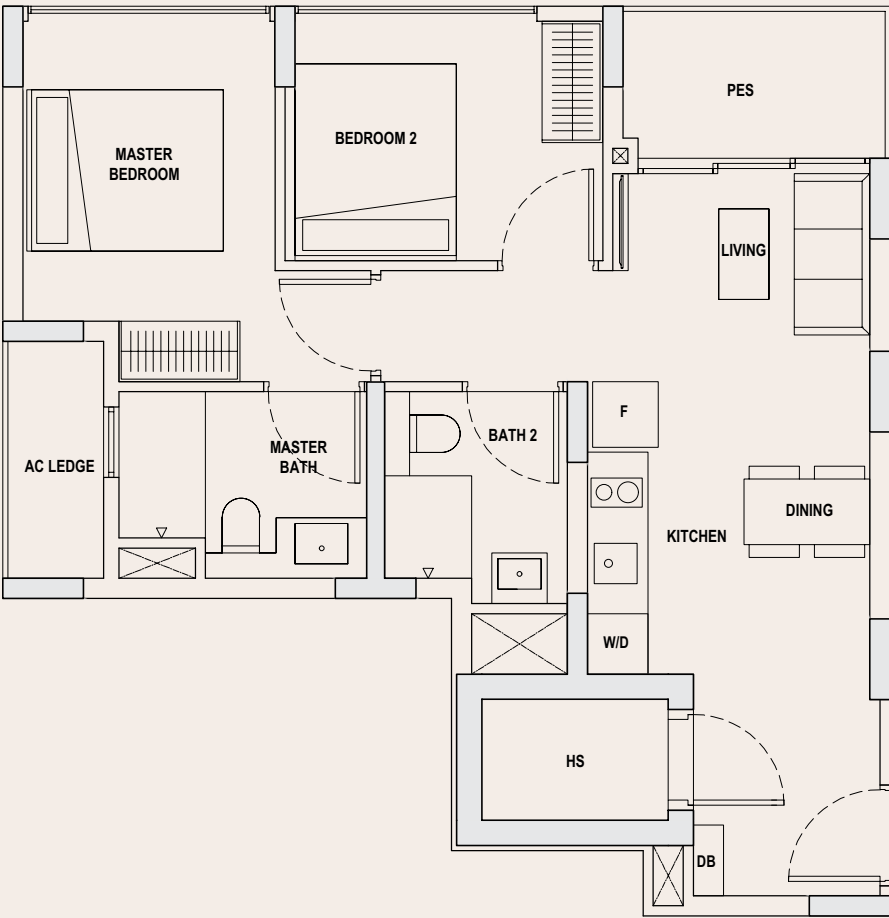 PES
MASTER
BEDROOM
BEDROOM 2
LIVING
F
BATH 2
MASTER
BATH
AC LEDGE
DINING
KITCHEN
W/D
HS
DB